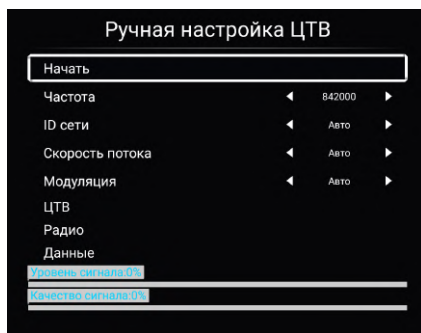 Ручная настройка ЦТВ
Начать
Частота 842000
ID сети Авто
Скорость потока Авто
Модуляция Авто
ЦТВ
Радио
Данные
Уровень сигнала:0%
Качество сигнала:0%